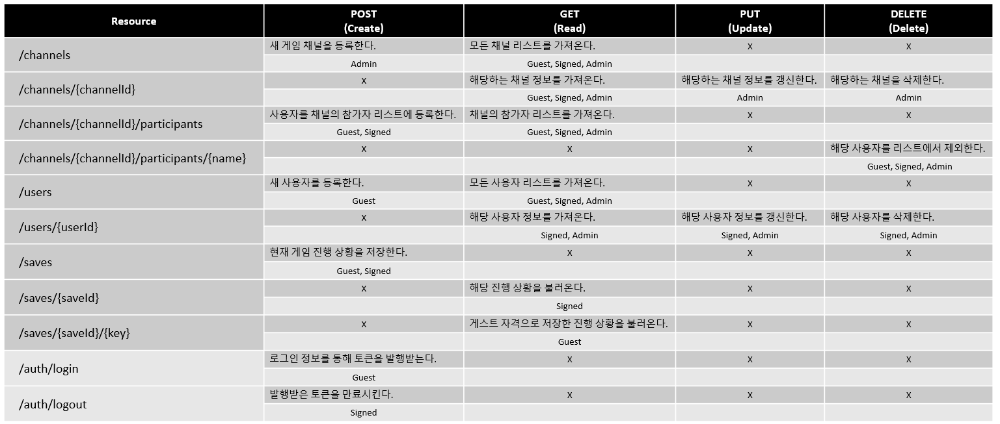 Resource
POST
(Create)
GET
(Read)
PUT
(Update)
DELETE
(Delete)
/channels
새 게임 채널을 등록한다.
모든 채널 리스트를 가져온다.
X
X
Admin
Guest, Signed, Admin
/channels/{channelId}
X
해당하는 채널 정보를 가져온다.
해당하는 채널 정보를 갱신한다.
해당하는 채널을 삭제한다.
Guest, Signed, Admin
Admin
Admin
/channels/{channelId}/participants
사용자를 채널의 참가자 리스트에 등록한다.
채널의 참가자 리스트를 가져온다.
X
X
Guest, Signed
Guest, Signed, Admin
/channels/{channelId}/participants/{name}
X
X
X
해당 사용자를 리스트에서 제외한다.
Guest, Signed, Admin
/users
새 사용자를 등록한다.
모든 사용자 리스트를 가져온다.
X
X
Guest
Guest, Signed, Admin
/users/{userId}
X
해당 사용자 정보를 가져온다.
해당 사용자 정보를 갱신한다.
해당 사용자를 삭제한다.
Signed, Admin
Signed, Admin
Signed, Admin
/saves
현재 게임 진행 상황을 저장한다.
X
X
X
Guest, Signed
/saves/{saveId}
X
해당 진행 상황을 불러온다.
X
X
Signed
/saves/{saveId}/{key}
X
게스트 자격으로 저장한 진행 상황을 불러온다.
X
X
Guest
/auth/login
로그인 정보를 통해 토큰을 발행받는다.
X
X
X
Guest
/auth/logout
발행받은 토큰을 만료시킨다.
X
X
X
Signed